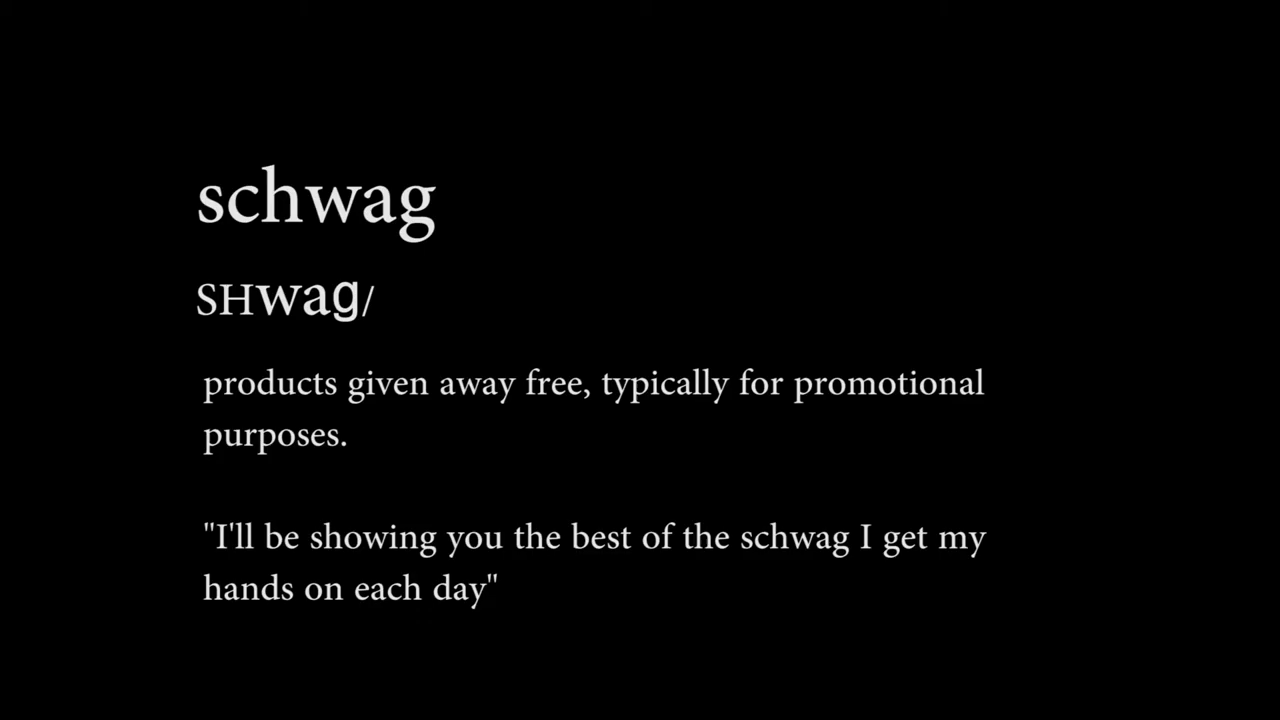 schwag
SHwaɡ/
products given away free, typically for promotional
purposes.
"I'll be showing you the best of the schwag I get my
hands on each day"